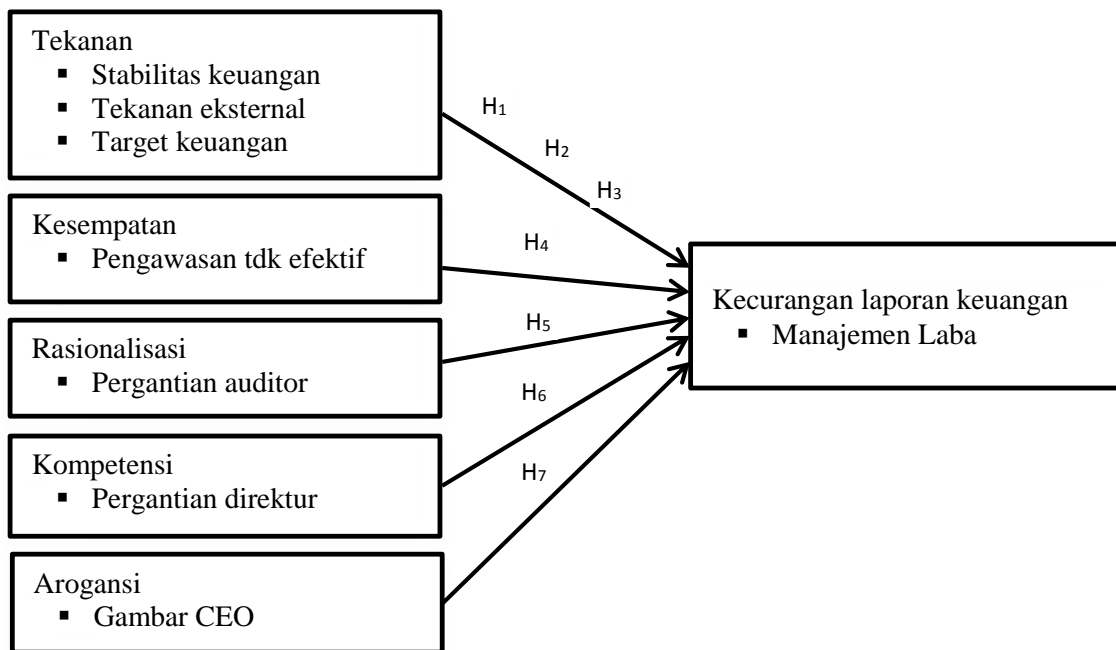 Tekanan
▪ Stabilitas keuangan
▪ Tekanan eksternal
▪ Target keuangan
H1
H2
H3
Kesempatan
▪ Pengawasan tdk efektif
H4
Kecurangan laporan keuangan
▪ Manajemen Laba
Rasionalisasi
▪ Pergantian auditor
H5
H6
Kompetensi
▪ Pergantian direktur
H7
Arogansi
▪ Gambar CEO